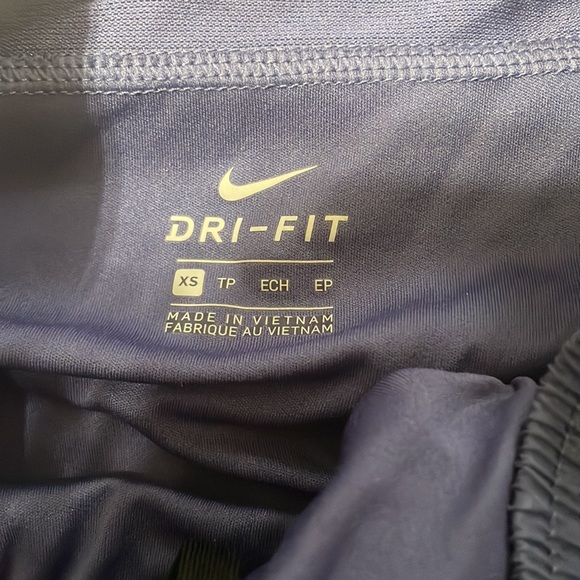 DRI-FIT
XS TP ECH EP
MADE IN VIETNAM
FABRIQUE AU VIETNAM